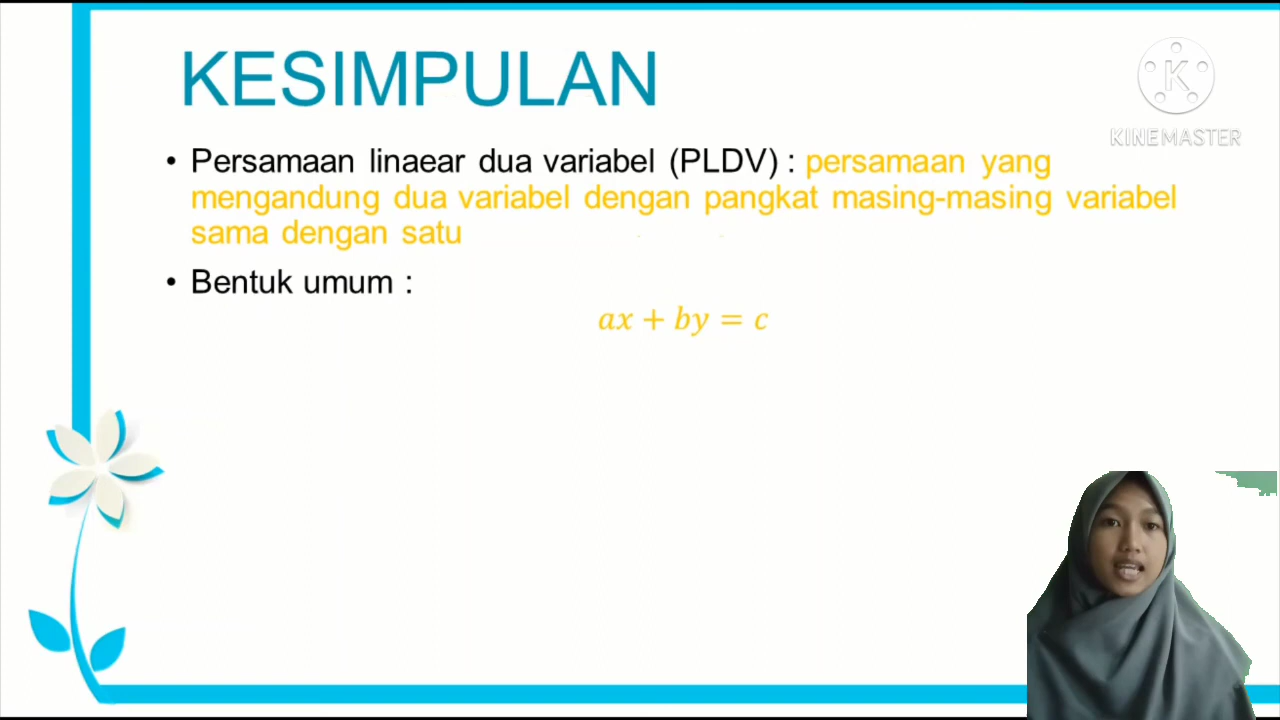 KESIMPULAN
K
KINEMASTER
• Persamaan linaear dua variabel (PLDV) : persamaan yang
mengandung dua variabel dengan pangkat masing-masing variabel
sama dengan satu
• Bentuk umum :
ax + by = c